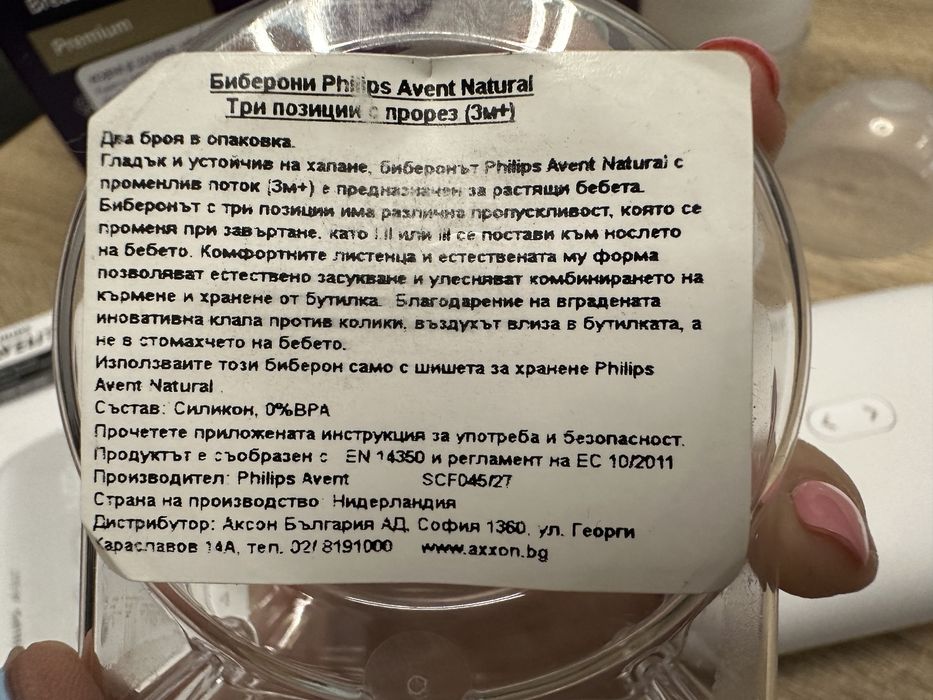 Premium
Биберони Philips Avent Natural
Три позиции с прорез (3м+)
Два броя в опаковка.
Гладък и устойчив на хапане, биберонът Philips Avent Natural с
променлив поток (3м+) е предназначен за растящи бебета.
Биберонът с три позиции има различна пропускливост, която се
променя при завъртане, като I,II или III се постави към нослето
на бебето. Комфортните листенца и естествената му форма
позволяват естествено засукване и улесняват комбинирането на
кърмене и хранене от бутилка. Благодарение на вградената
иновативна клапа против колики, въздухът влиза в бутилката, а
не в стомахчето на бебето.
Използвайте този биберон само с шишета за хранене Philips
Avent Natural .
Състав: Силикон, 0%BPA
Прочетете приложената инструкция за употреба и безопасност.
Продуктът е съобразен с EN 14350 и регламент на ЕС 10/2011
Производител: Philips Avent SCF045/27
Страна на производство: Нидерландия
Дистрибутор: Аксон България АД, София 1360, ул. Георги
Караславов 14А, тел. 02/ 8191000 www.axxon.bg